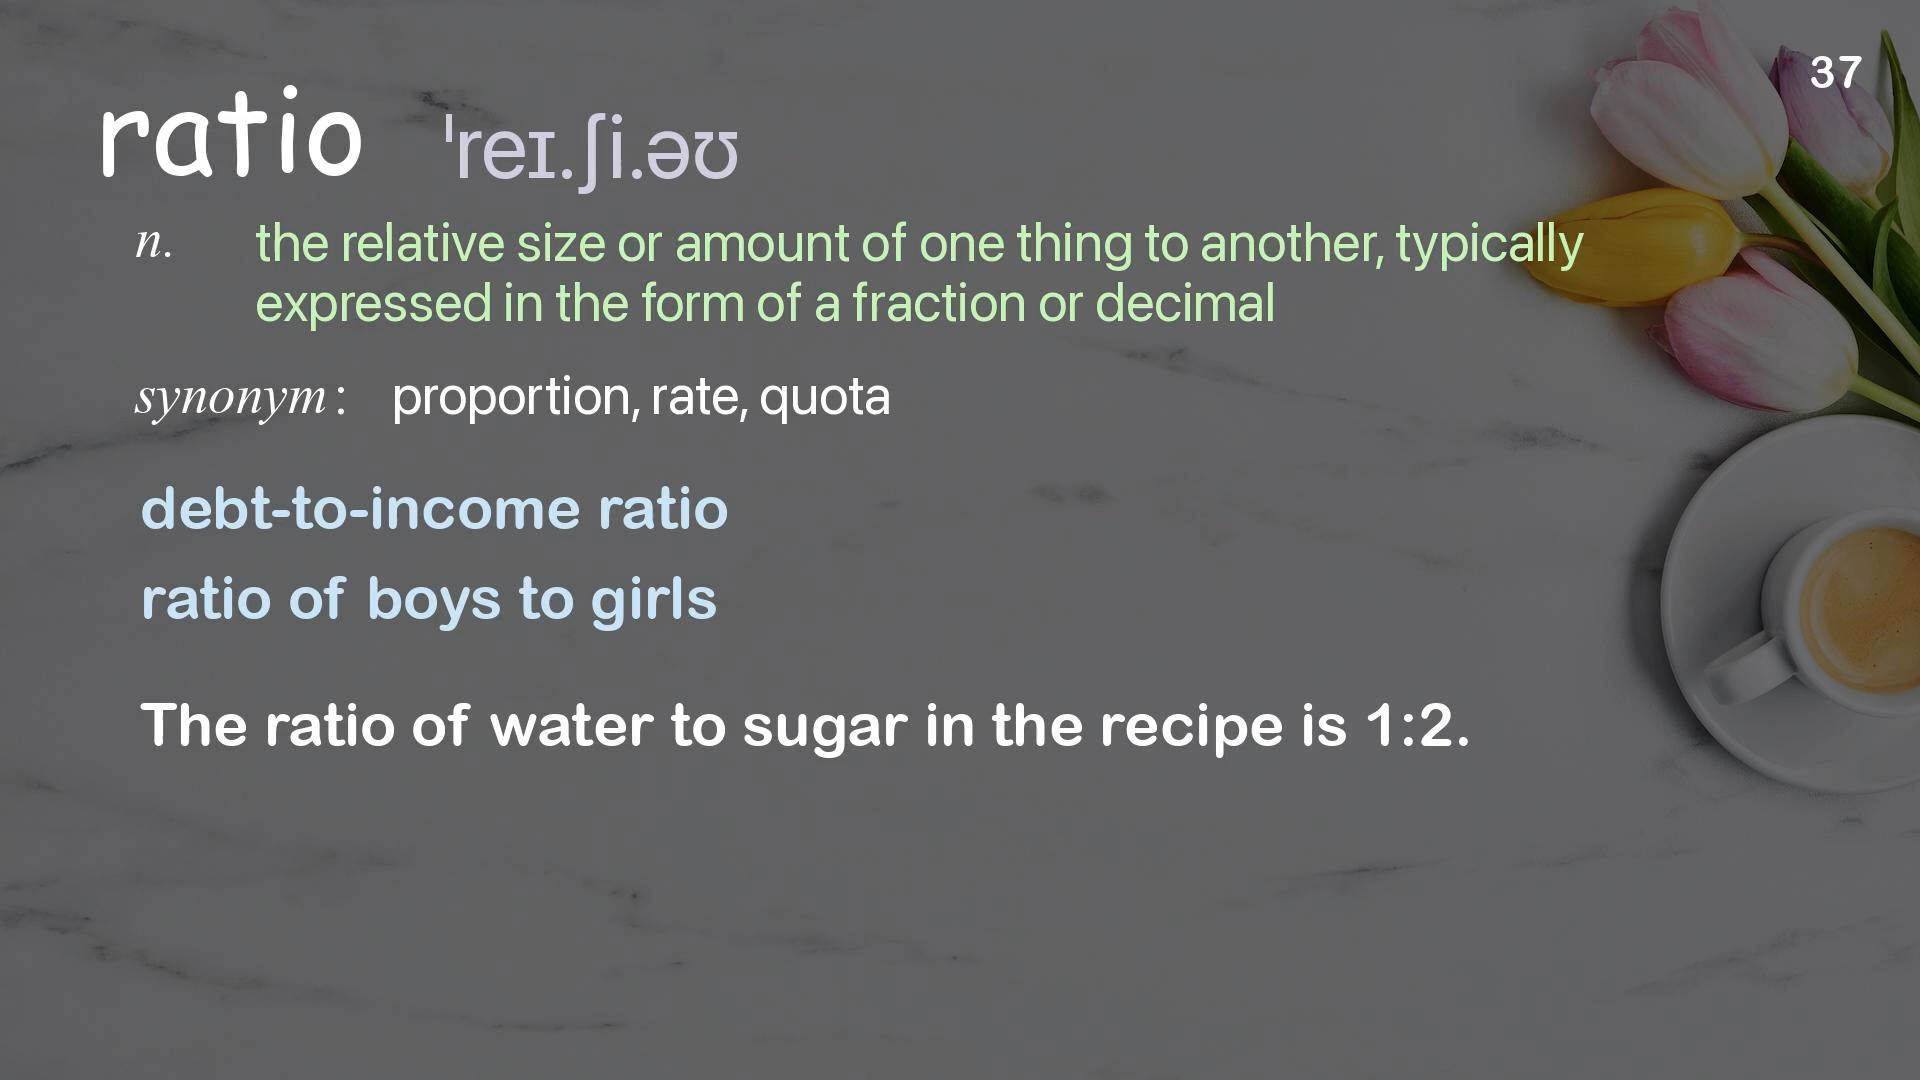 37
ratio ˈreɪ.ʃi.əʊ
n. the relative size or amount of one thing to another, typically
expressed in the form of a fraction or decimal
synonym : proportion, rate, quota
debt-to-income ratio
ratio of boys to girls
The ratio of water to sugar in the recipe is 1:2.